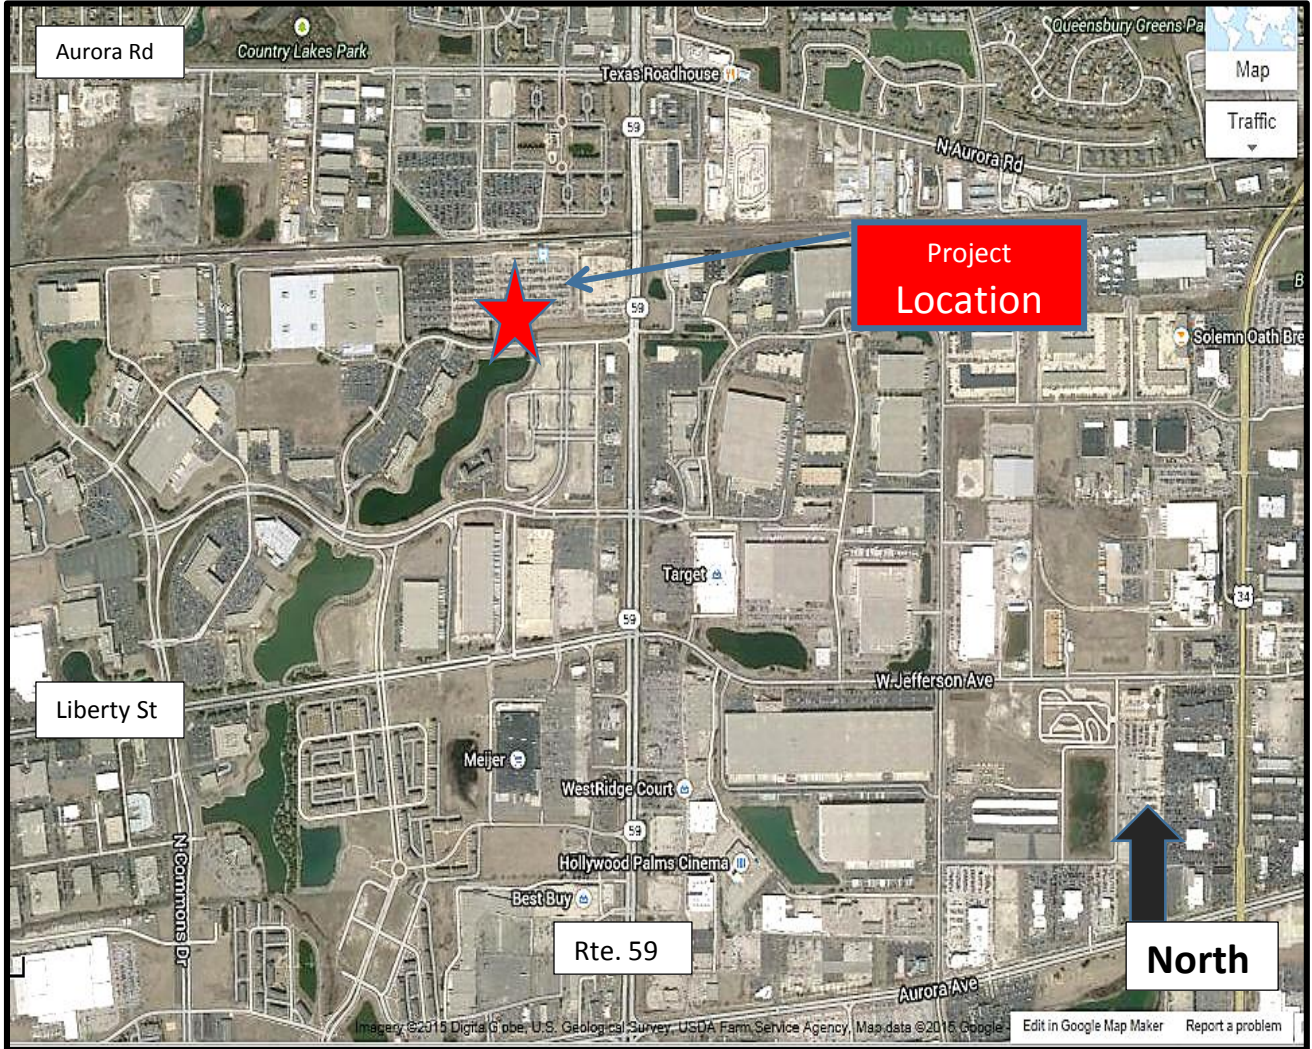 Aurora Rd
Country Lakes Park
Queensbury Greens Pa
Map
Traffic
Texas Roadhouse
59
N Aurora Rd
Project
Location
59
Solemn Oath Bre
Target
34
59
W Jefferson Ave
Liberty St
Meijer
WestRidge Court
59
Hollywood Palms Cinema
N Commons Dr
Best Buy
Rte. 59
North
Aurora Ave
Imagery ©2015 DigitalGlobe, U.S. Geological Survey, USDA Farm Service Agency, Map data ©2015 Google
Edit in Google Map Maker
Report a problem